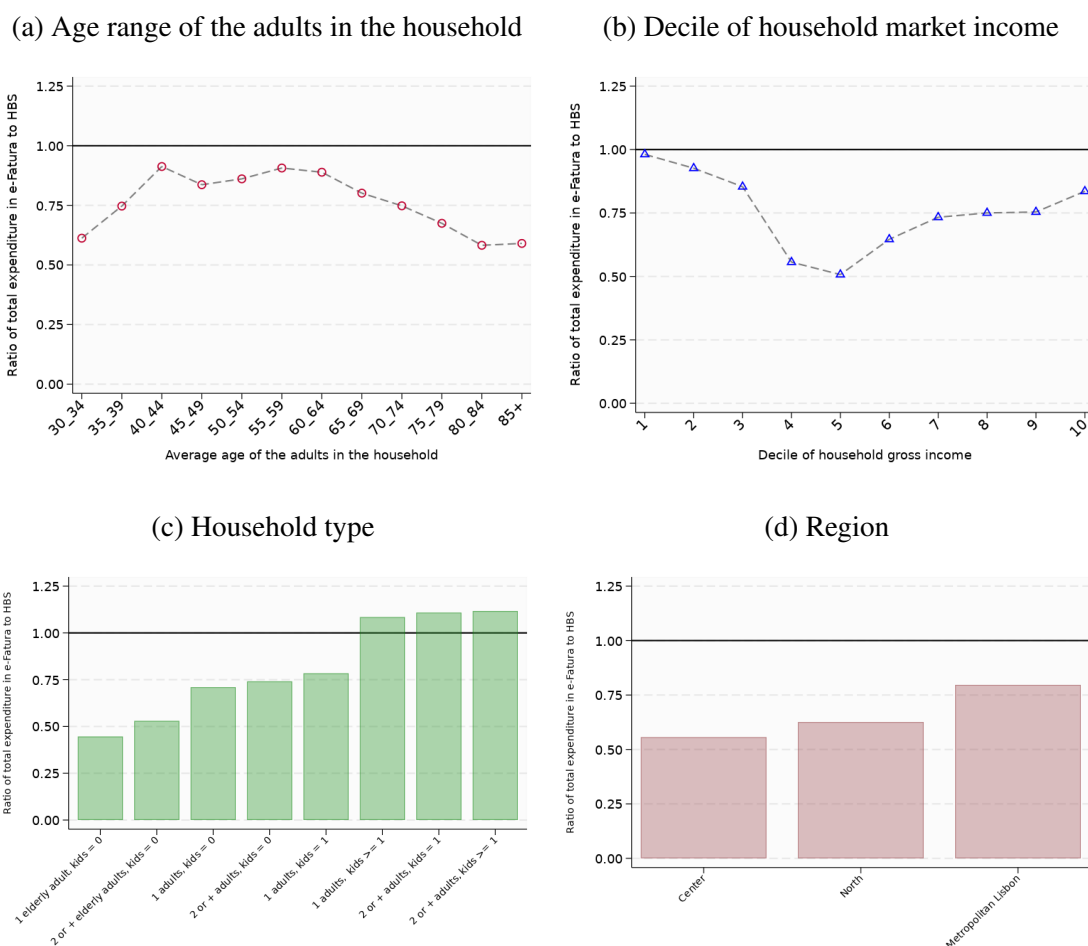 (a) Age range of the adults in the household
Ratio of total expenditure in e-Fatura to HBS
1.25
1.00
0.75
0.50
0.25
0.00
30_34
35_39
40_44
45_49
50_54
55_59
60_64
65_69
70_74
75_79
80_84
85+
Average age of the adults in the household
(b) Decile of household market income
Ratio of total expenditure in e-Fatura to HBS
1.25
1.00
0.75
0.50
0.25
0.00
1
2
3
4
5
6
7
8
9
10
Decile of household gross income
(c) Household type
Ratio of total expenditure in e-Fatura to HBS
1.25
1.00
0.75
0.50
0.25
0.00
1 elderly adult, kids = 0
2 or + elderly adults, kids = 0
1 adults, kids = 0
2 or + adults, kids = 0
1 adults, kids = 1
1 adults, kids >= 1
2 or + adults, kids = 1
2 or + adults, kids >= 1
(d) Region
Ratio of total expenditure in e-Fatura to HBS
1.25
1.00
0.75
0.50
0.25
0.00
Center
North
Metropolitan Lisbon